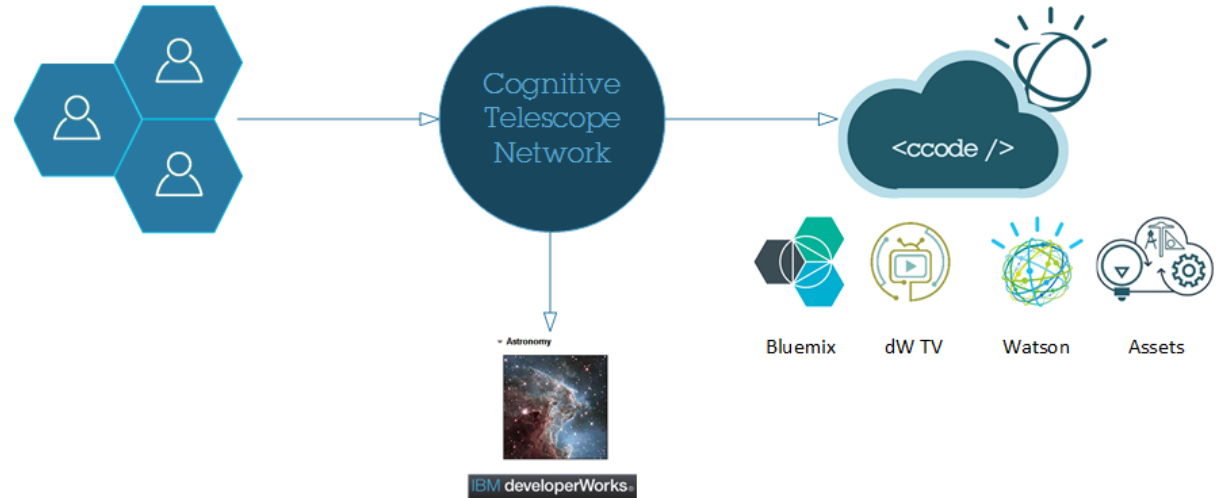 Cognitive
Telescope
Network
<ccode />
Bluemix
dW TV
Watson
Assets
Astronomy
IBM developerWorks®